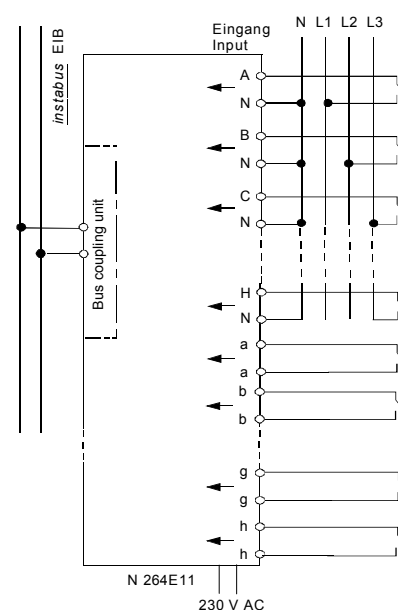 Eingang
Input
N L1 L2 L3
instabus EIB
A
N
B
N
C
N
Bus coupling unit
H
N
a
a
b
b
g
g
h
h
N 264E11
230 V AC